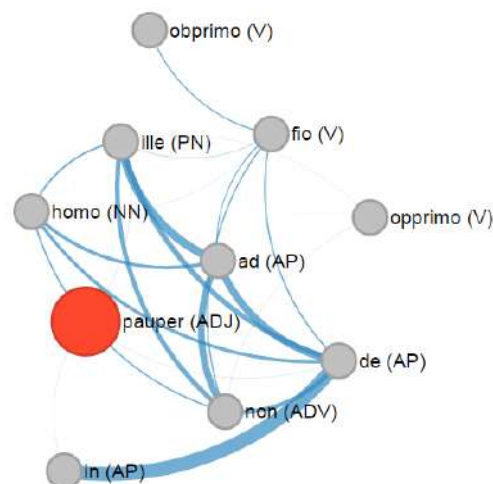 obprimo (V)
fio (V)
ille (PN)
homo (NN)
opprimo (V)
ad (AP)
pauper (ADJ)
de (AP)
non (ADV)
in (AP)